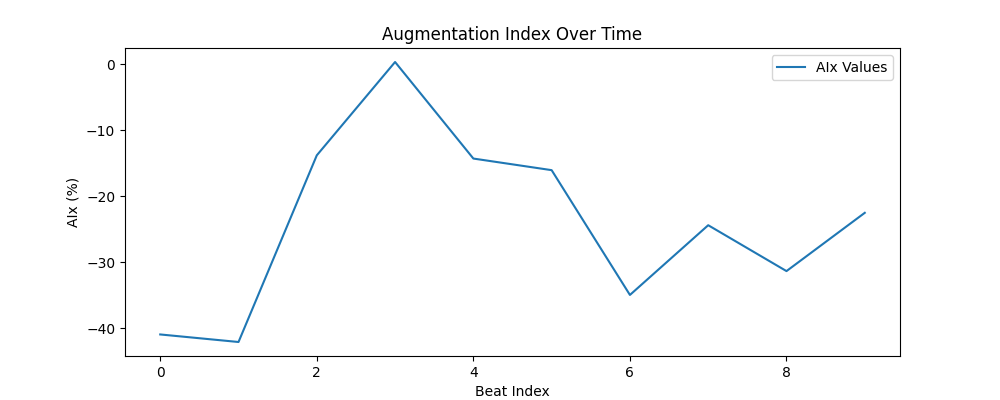 Augmentation Index Over Time
AIx Values
AIx (%)
0
−10
−20
−30
−40
0 2 4 6 8
Beat Index